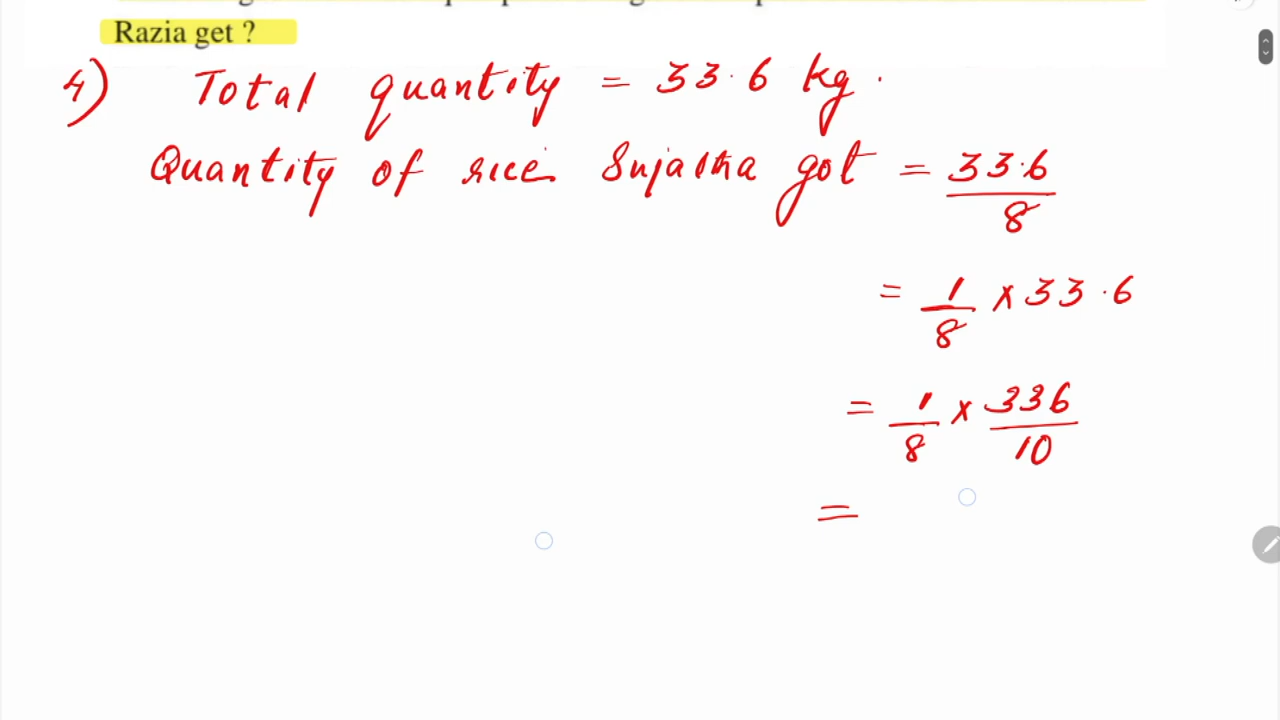 Razia get ?
4) Total quantity = 33.6 kg.
Quantity of rice Sujatha got = 33.6/8
= 1/8 × 33.6
= 1/8 × 336/10
=